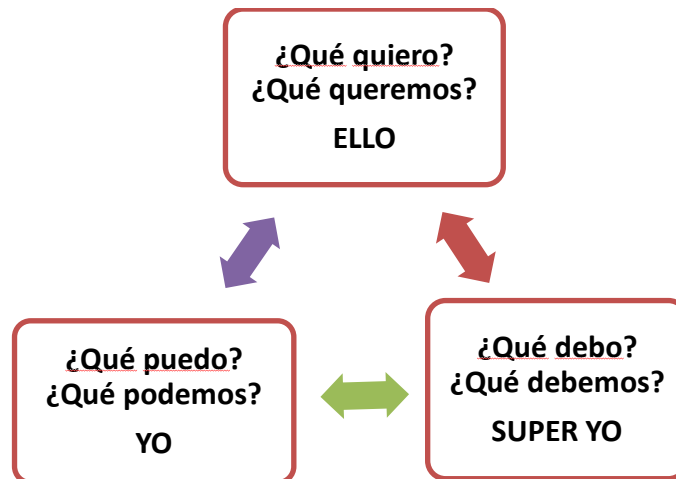 ¿Qué quiero?
¿Qué queremos?
ELLO
¿Qué puedo?
¿Qué podemos?
YO
¿Qué debo?
¿Qué debemos?
SUPER YO